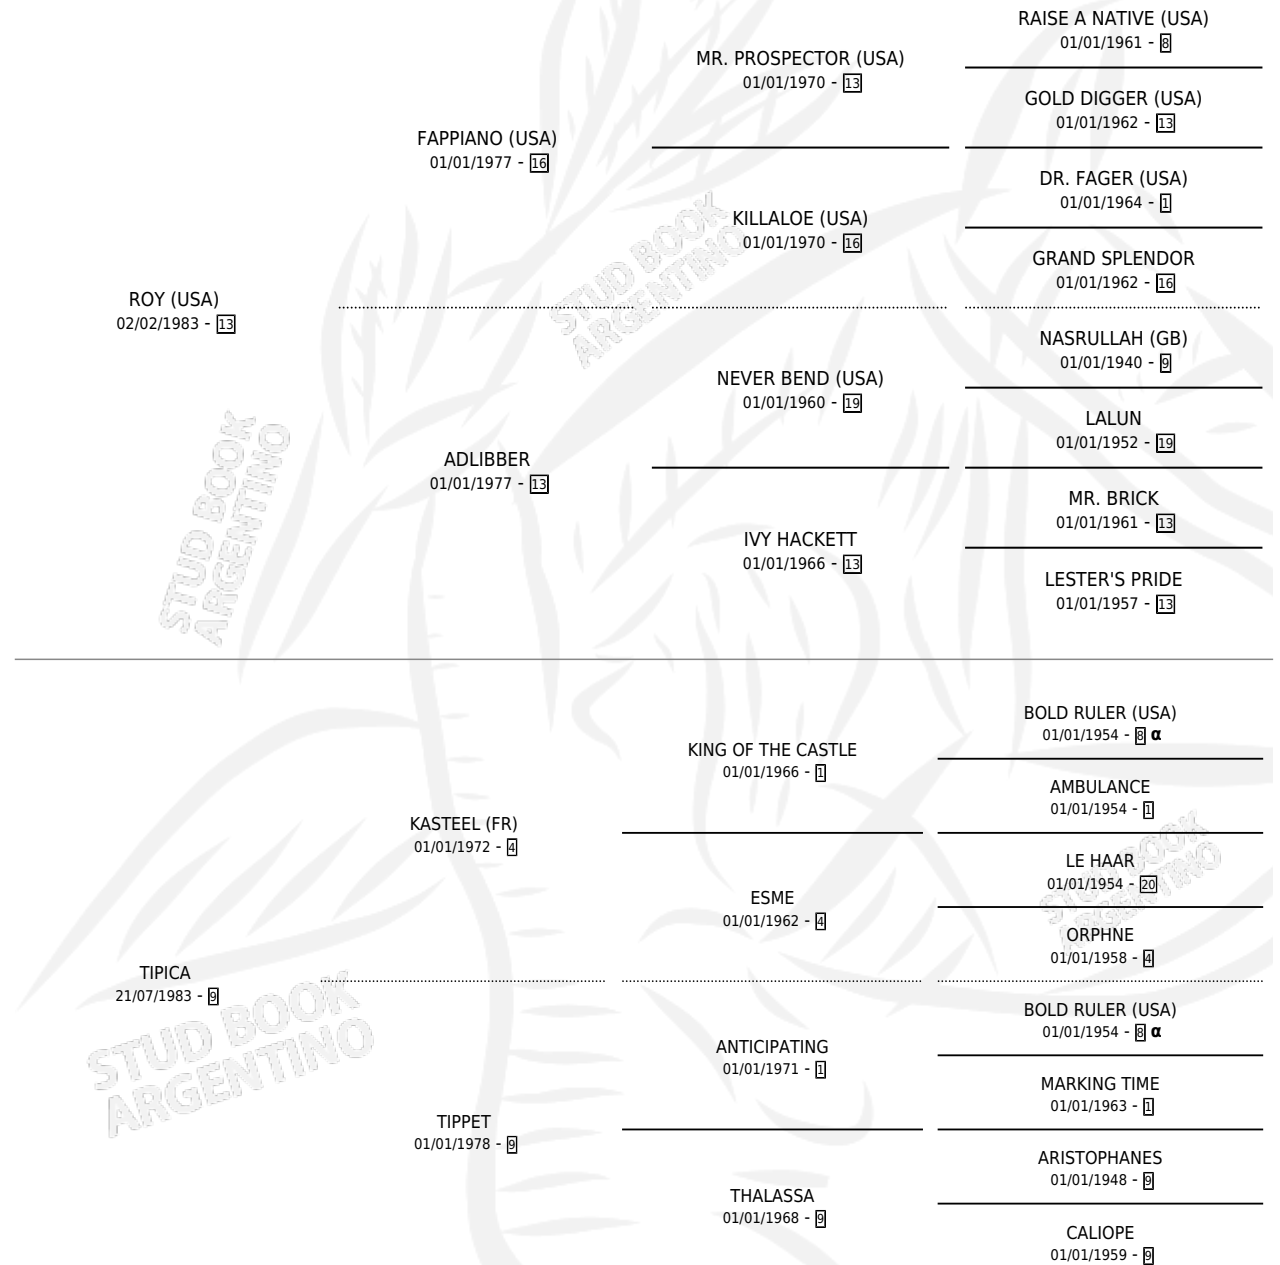 RAISE A NATIVE (USA)
01/01/1961 - 8
MR. PROSPECTOR (USA)
01/01/1970 - 13
GOLD DIGGER (USA)
01/01/1962 - 13
FAPPIANO (USA)
01/01/1977 - 16
DR. FAGER (USA)
01/01/1964 - 1
KILLALOE (USA)
01/01/1970 - 16
GRAND SPLENDOR
01/01/1962 - 16
ROY (USA)
02/02/1983 - 13
NASRULLAH (GB)
01/01/1940 - 9
NEVER BEND (USA)
01/01/1960 - 19
LALUN
01/01/1952 - 19
ADLIBBER
01/01/1977 - 13
MR. BRICK
01/01/1961 - 13
IVY HACKETT
01/01/1966 - 13
LESTER'S PRIDE
01/01/1957 - 13
BOLD RULER (USA)
01/01/1954 - 8 α
KING OF THE CASTLE
01/01/1966 - 1
AMBULANCE
01/01/1954 - 1
KASTEEL (FR)
01/01/1972 - 4
LE HAAR
01/01/1954 - 20
ESME
01/01/1962 - 4
ORPHNE
01/01/1958 - 4
TIPICA
21/07/1983 - 9
BOLD RULER (USA)
01/01/1954 - 8 α
ANTICIPATING
01/01/1971 - 1
MARKING TIME
01/01/1963 - 1
TIPPET
01/01/1978 - 9
ARISTOPHANES
01/01/1948 - 9
THALASSA
01/01/1968 - 9
CALIOPE
01/01/1959 - 9
STUD BOOK
ARGENTINO
STUD BOOK
ARGENTINO
STUD BOOK
ARGENTINO
STUD BOOK
ARGENTINO